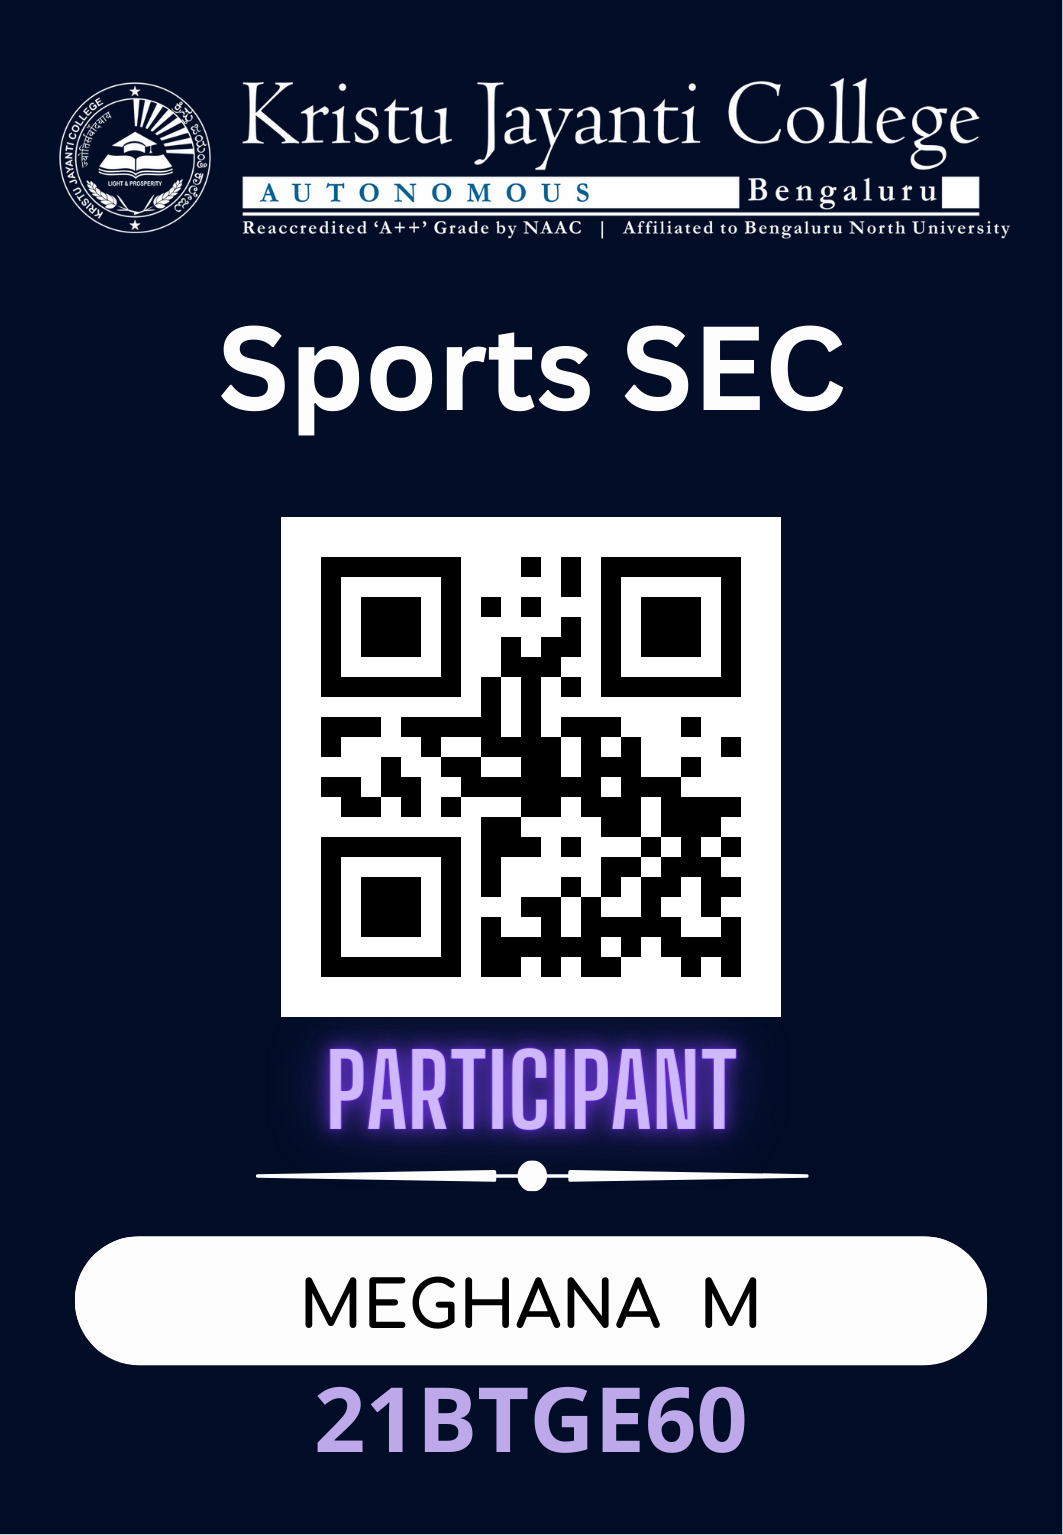 KRISTU JAYANTI COLLEGE
ಕ್ರಿಸ್ತು ಜಯಂತಿ ಕಾಲೇಜು
LIGHT & PROSPERITY
Kristu Jayanti College
AUTONOMOUS Bengaluru
Reaccredited ‘A++’ Grade by NAAC | Affiliated to Bengaluru North University
Sports SEC
PARTICIPANT
MEGHANA M
21BTGE60